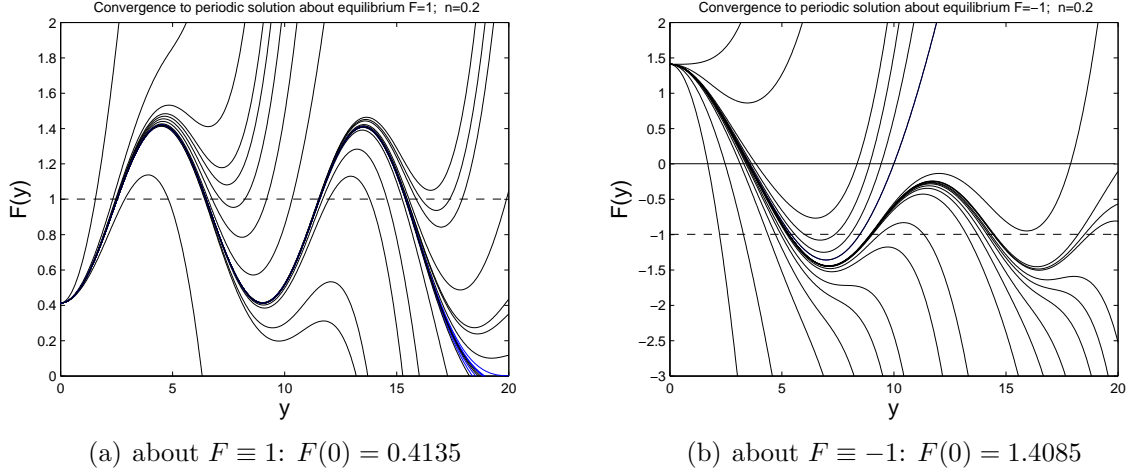 Convergence to periodic solution about equilibrium F=1; n=0.2
2
1.8
1.6
1.4
1.2
1
0.8
0.6
0.4
0.2
0
F(y)
0 5 10 15 20
y
(a) about F ≡ 1: F(0) = 0.4135
Convergence to periodic solution about equilibrium F=−1; n=0.2
2
1.5
1
0.5
0
−0.5
−1
−1.5
−2
−2.5
−3
F(y)
0 5 10 15 20
y
(b) about F ≡ −1: F(0) = 1.4085